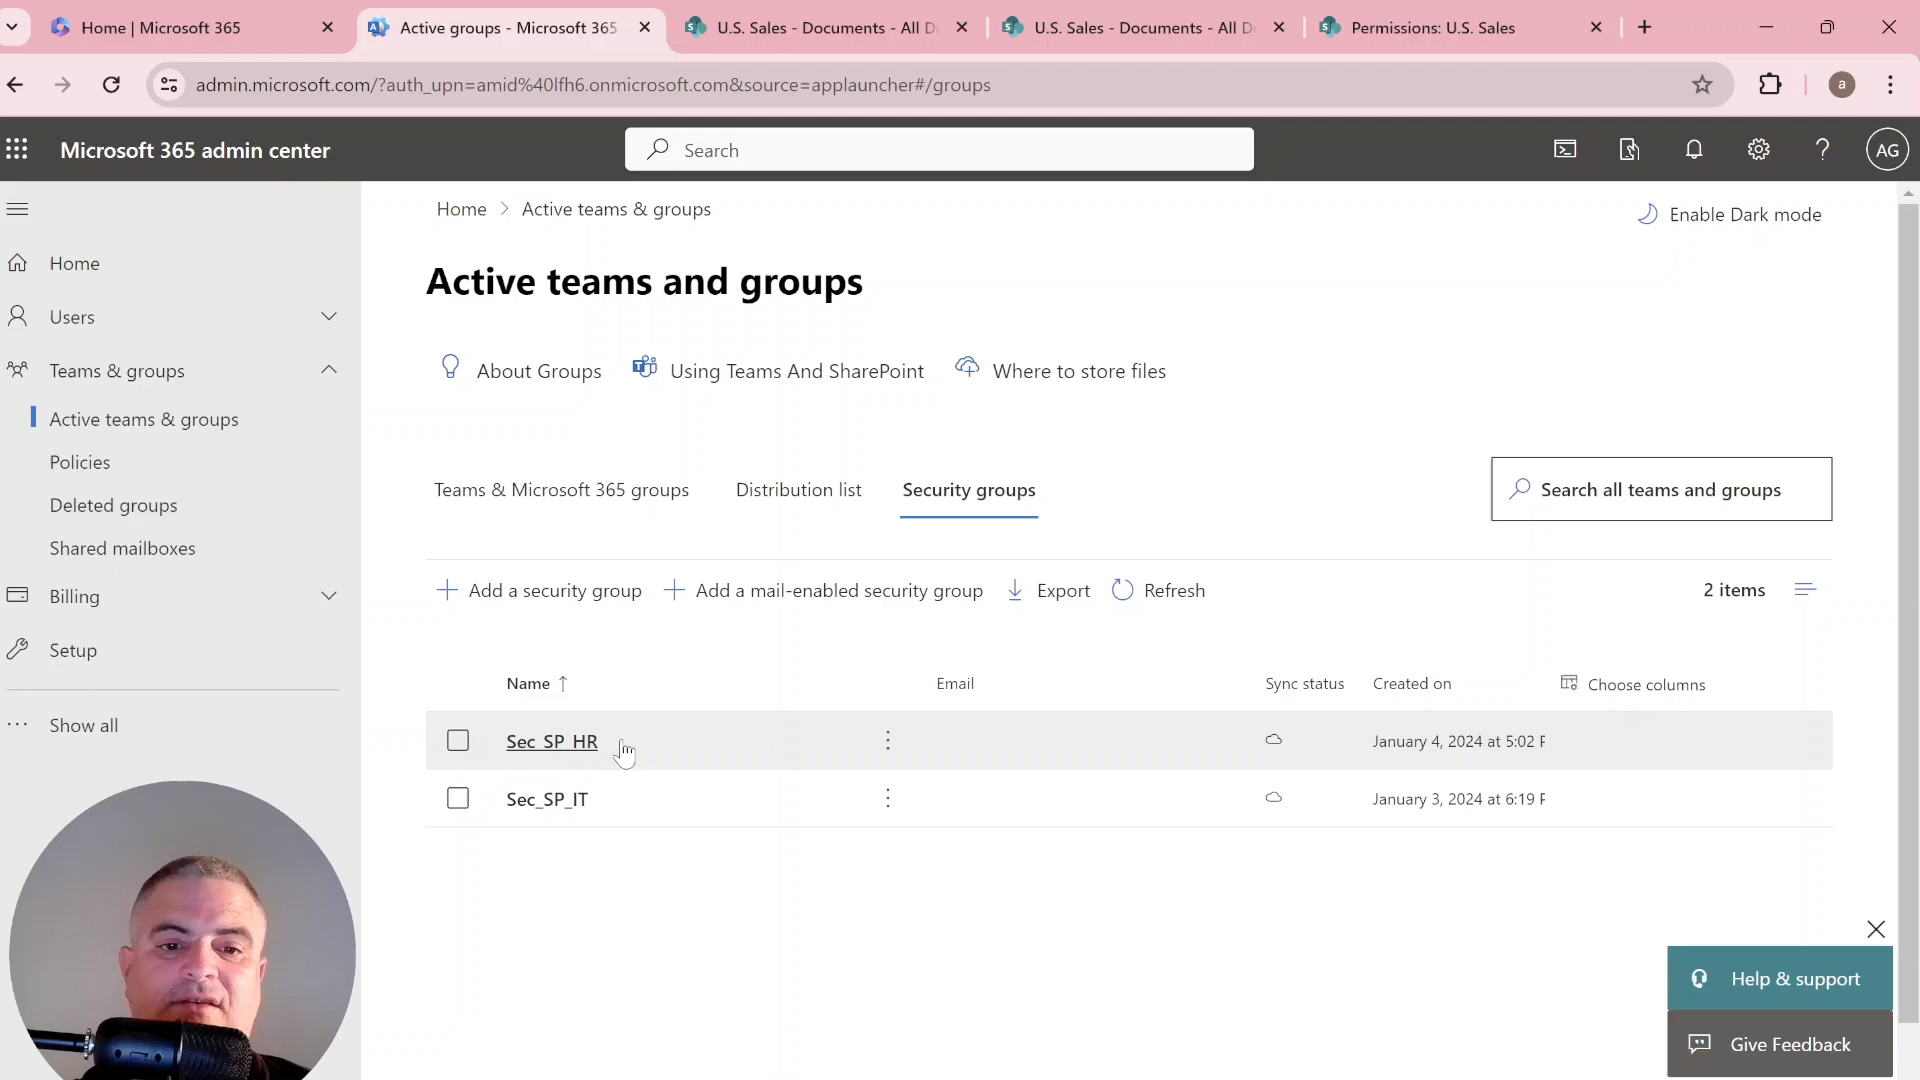 Home | Microsoft 365
Active groups - Microsoft 365
U.S. Sales - Documents - All D
U.S. Sales - Documents - All D
Permissions: U.S. Sales
admin.microsoft.com/?auth_upn=amid%40lfh6.onmicrosoft.com&source=applauncher#/groups
a
Microsoft 365 admin center
Search
AG
Home
Users
Teams & groups
Active teams & groups
Policies
Deleted groups
Shared mailboxes
Billing
Setup
Show all
Home > Active teams & groups
Enable Dark mode
Active teams and groups
About Groups
Using Teams And SharePoint
Where to store files
Teams & Microsoft 365 groups
Distribution list
Security groups
Search all teams and groups
Add a security group
Add a mail-enabled security group
Export
Refresh
2 items
Name ↑
Email
Sync status
Created on
Choose columns
Sec_SP_HR
January 4, 2024 at 5:02 P
Sec_SP_IT
January 3, 2024 at 6:19 P
Help & support
Give Feedback